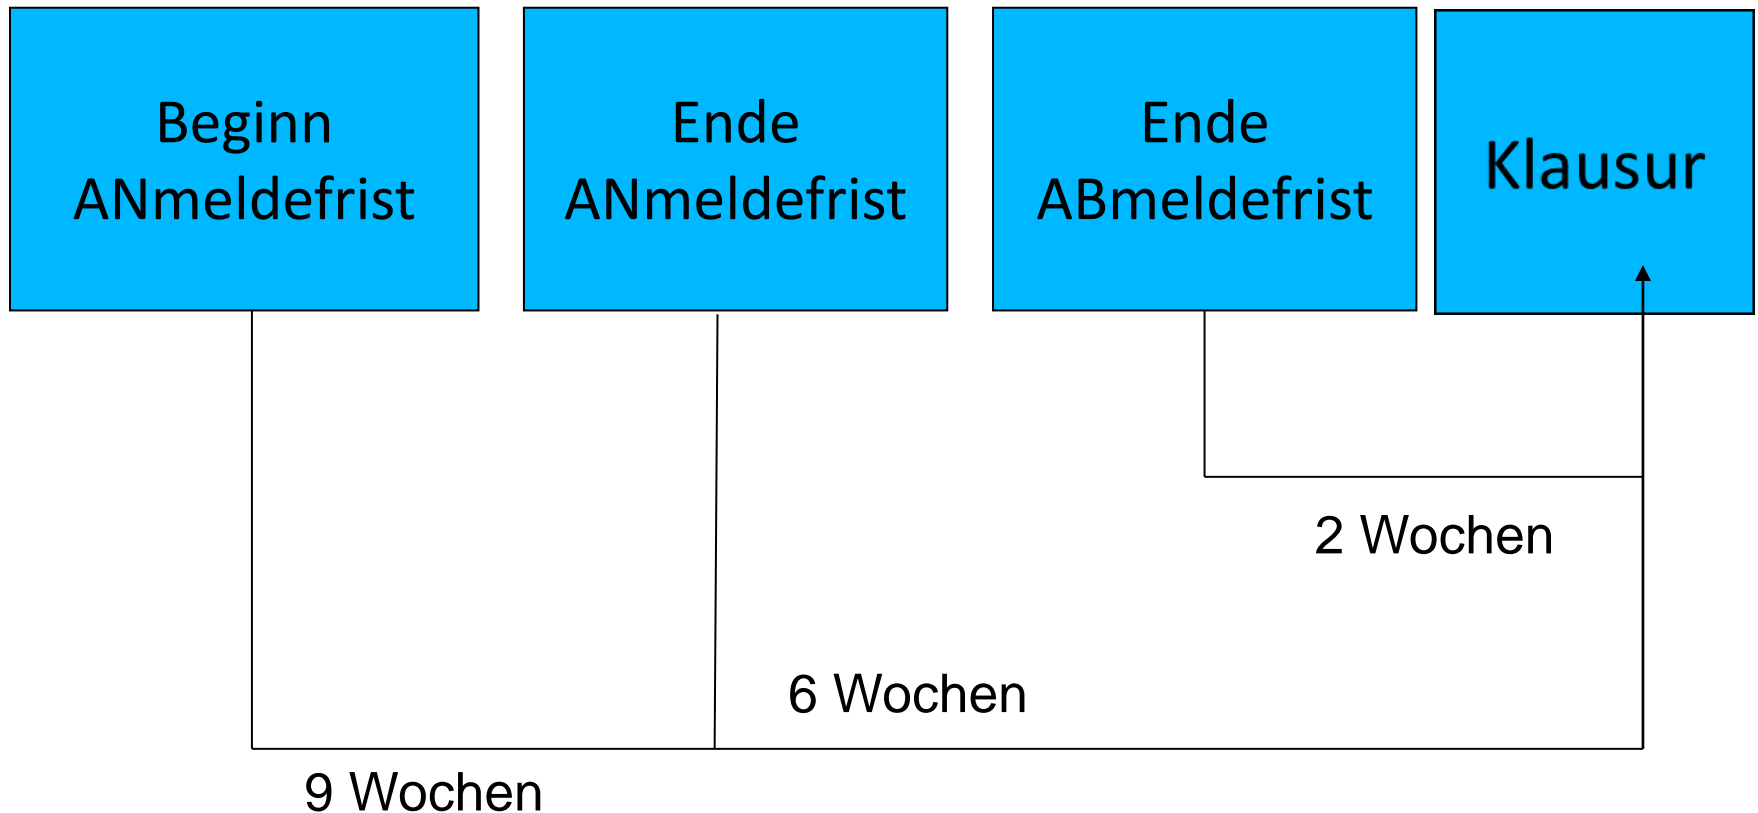 Beginn
ANmeldefrist
Ende
ANmeldefrist
Ende
ABmeldefrist
Klausur
2 Wochen
6 Wochen
9 Wochen